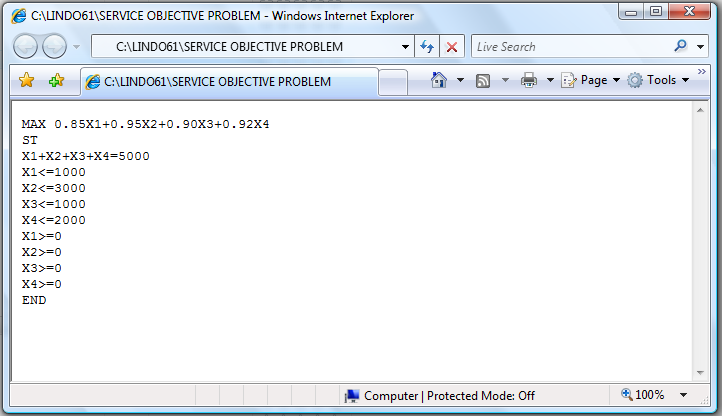 C:\LINDO61\SERVICE OBJECTIVE PROBLEM - Windows Internet Explorer
C:\LINDO61\SERVICE OBJECTIVE PROBLEM
Live Search
C:\LINDO61\SERVICE OBJECTIVE PROBLEM
Page
Tools
MAX 0.85X1+0.95X2+0.90X3+0.92X4
ST
X1+X2+X3+X4=5000
X1<=1000
X2<=3000
X3<=1000
X4<=2000
X1>=0
X2>=0
X3>=0
X4>=0
END
Computer | Protected Mode: Off
100%